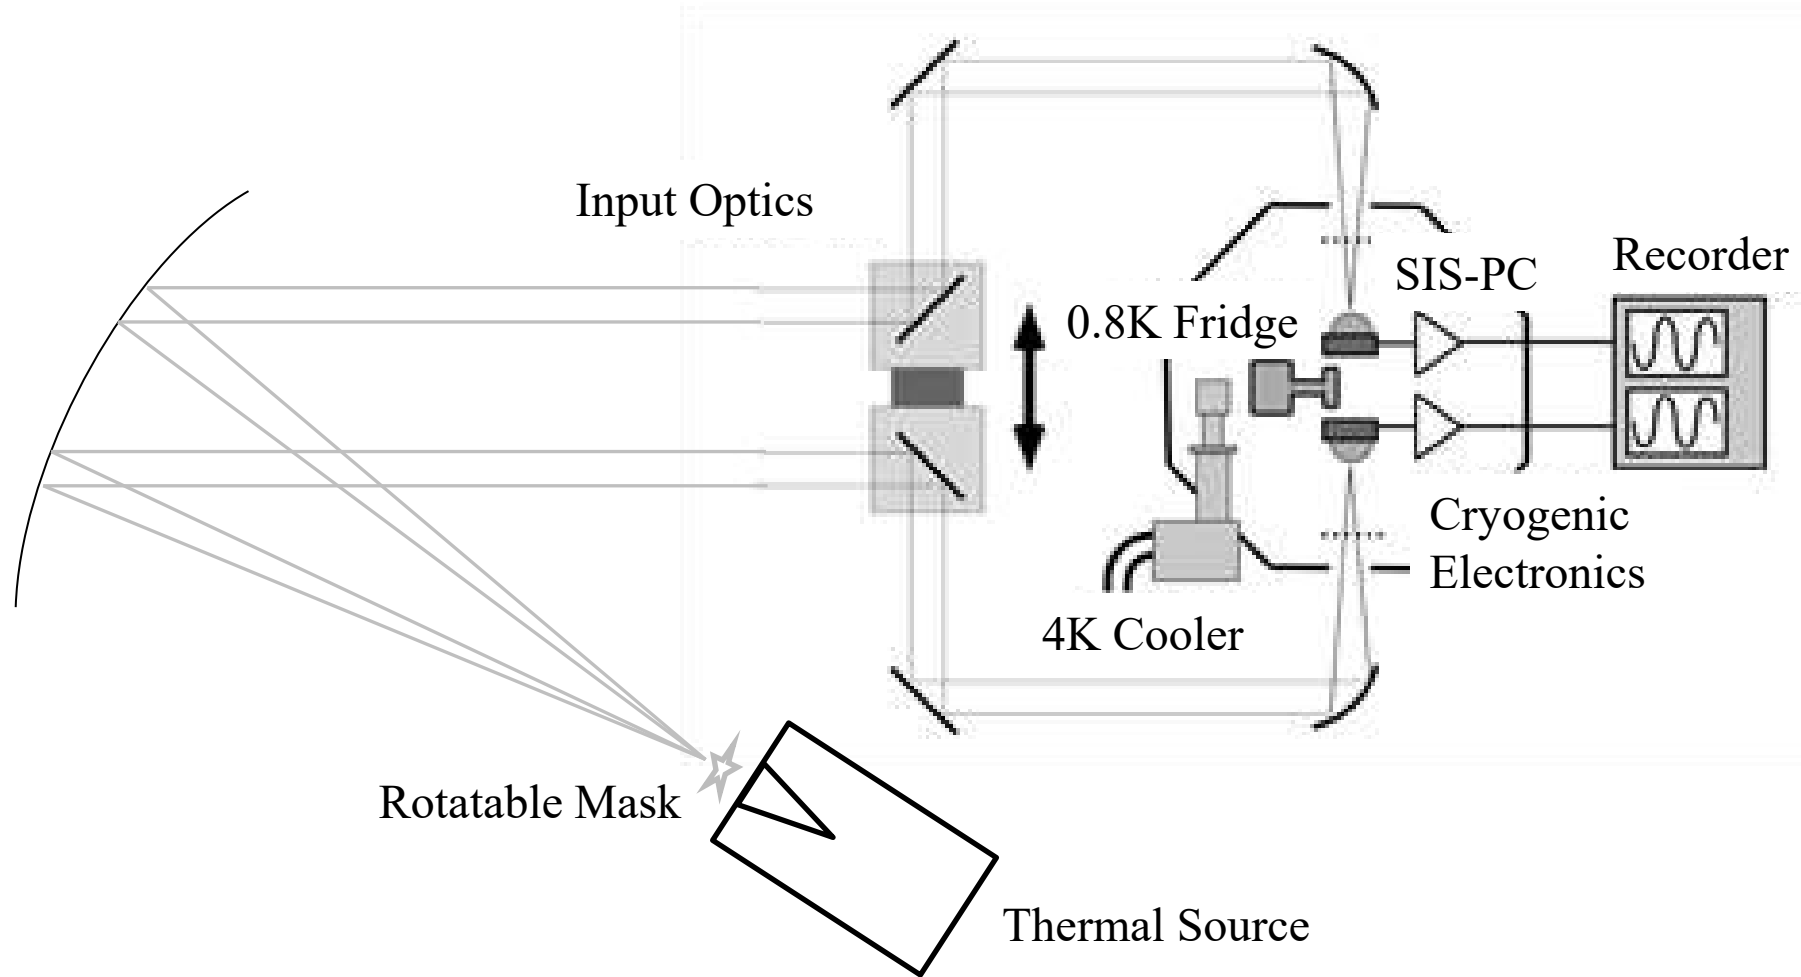 Input Optics
Recorder
SIS-PC
0.8K Fridge
Cryogenic
Electronics
4K Cooler
Rotatable Mask
Thermal Source